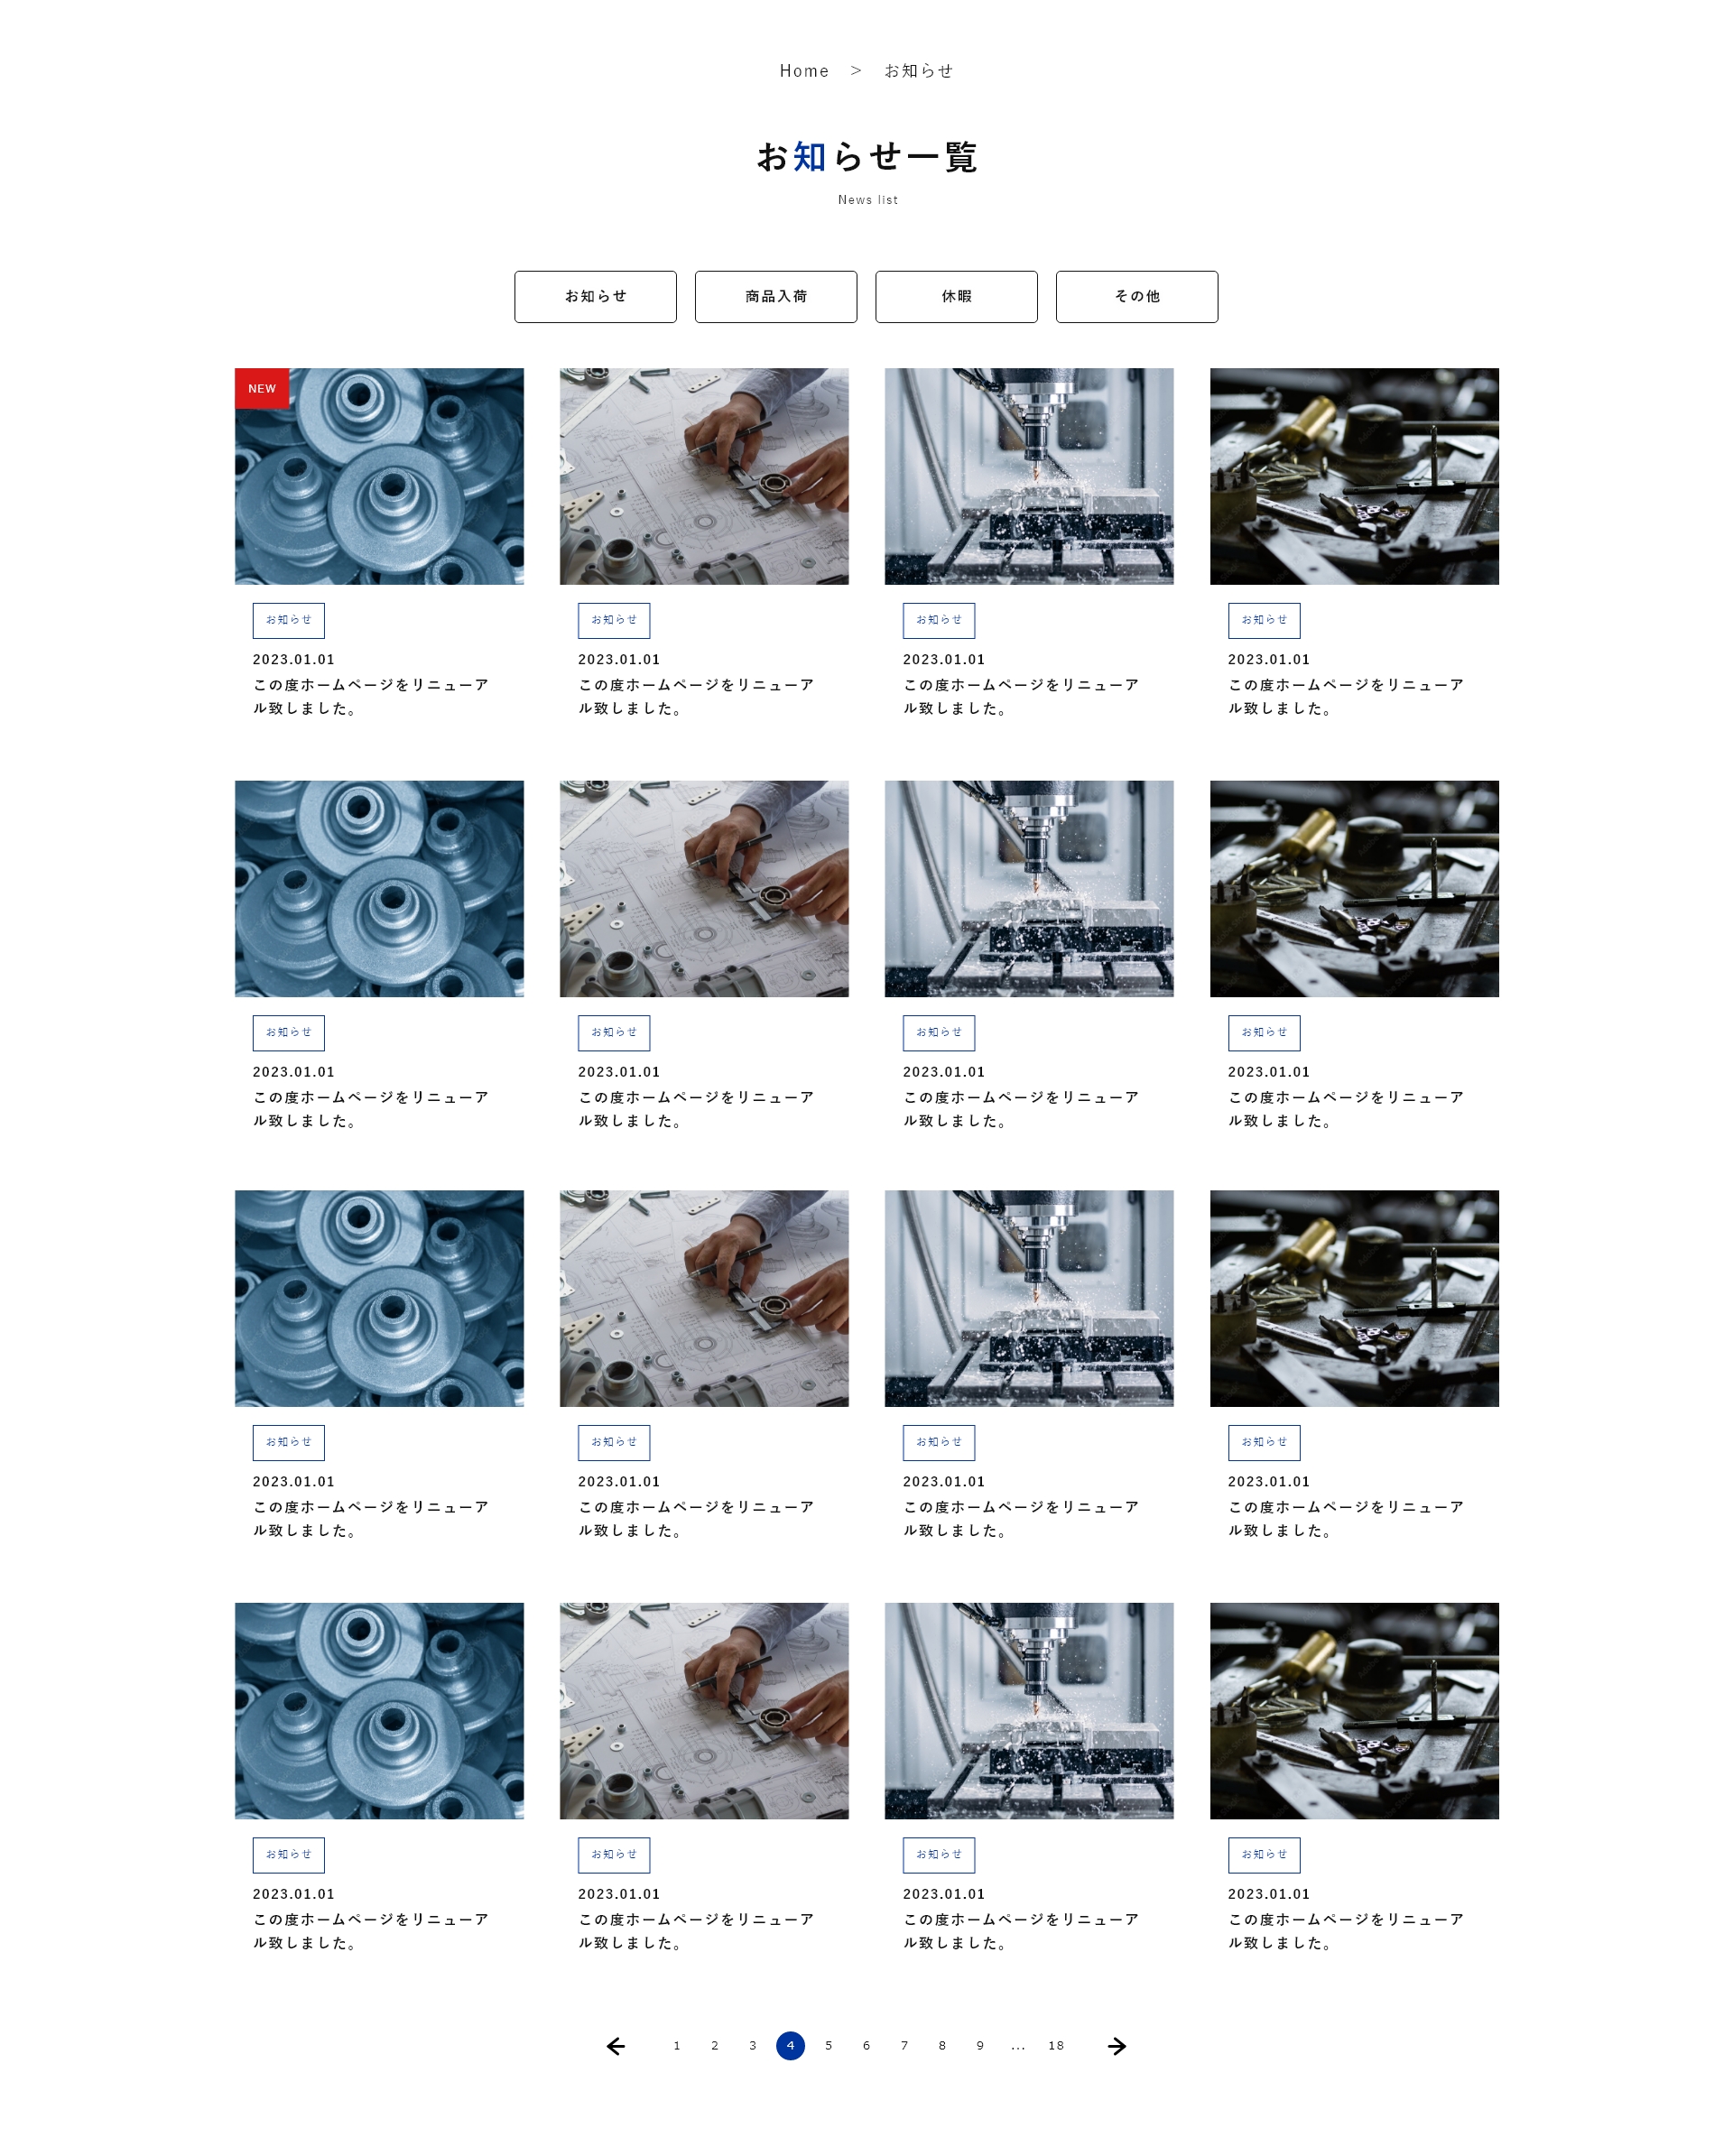 Home > お知らせ
お知らせ一覧
News list
お知らせ 商品入荷 休暇 その他
NEW
お知らせ お知らせ お知らせ お知らせ
2023.01.01 2023.01.01 2023.01.01 2023.01.01
この度ホームページをリニューア この度ホームページをリニューア この度ホームページをリニューア この度ホームページをリニューア
ル致しました。 ル致しました。 ル致しました。 ル致しました。
お知らせ お知らせ お知らせ お知らせ
2023.01.01 2023.01.01 2023.01.01 2023.01.01
この度ホームページをリニューア この度ホームページをリニューア この度ホームページをリニューア この度ホームページをリニューア
ル致しました。 ル致しました。 ル致しました。 ル致しました。
お知らせ お知らせ お知らせ お知らせ
2023.01.01 2023.01.01 2023.01.01 2023.01.01
この度ホームページをリニューア この度ホームページをリニューア この度ホームページをリニューア この度ホームページをリニューア
ル致しました。 ル致しました。 ル致しました。 ル致しました。
お知らせ お知らせ お知らせ お知らせ
2023.01.01 2023.01.01 2023.01.01 2023.01.01
この度ホームページをリニューア この度ホームページをリニューア この度ホームページをリニューア この度ホームページをリニューア
ル致しました。 ル致しました。 ル致しました。 ル致しました。
← 1 2 3 4 5 6 7 8 9 ... 18 →